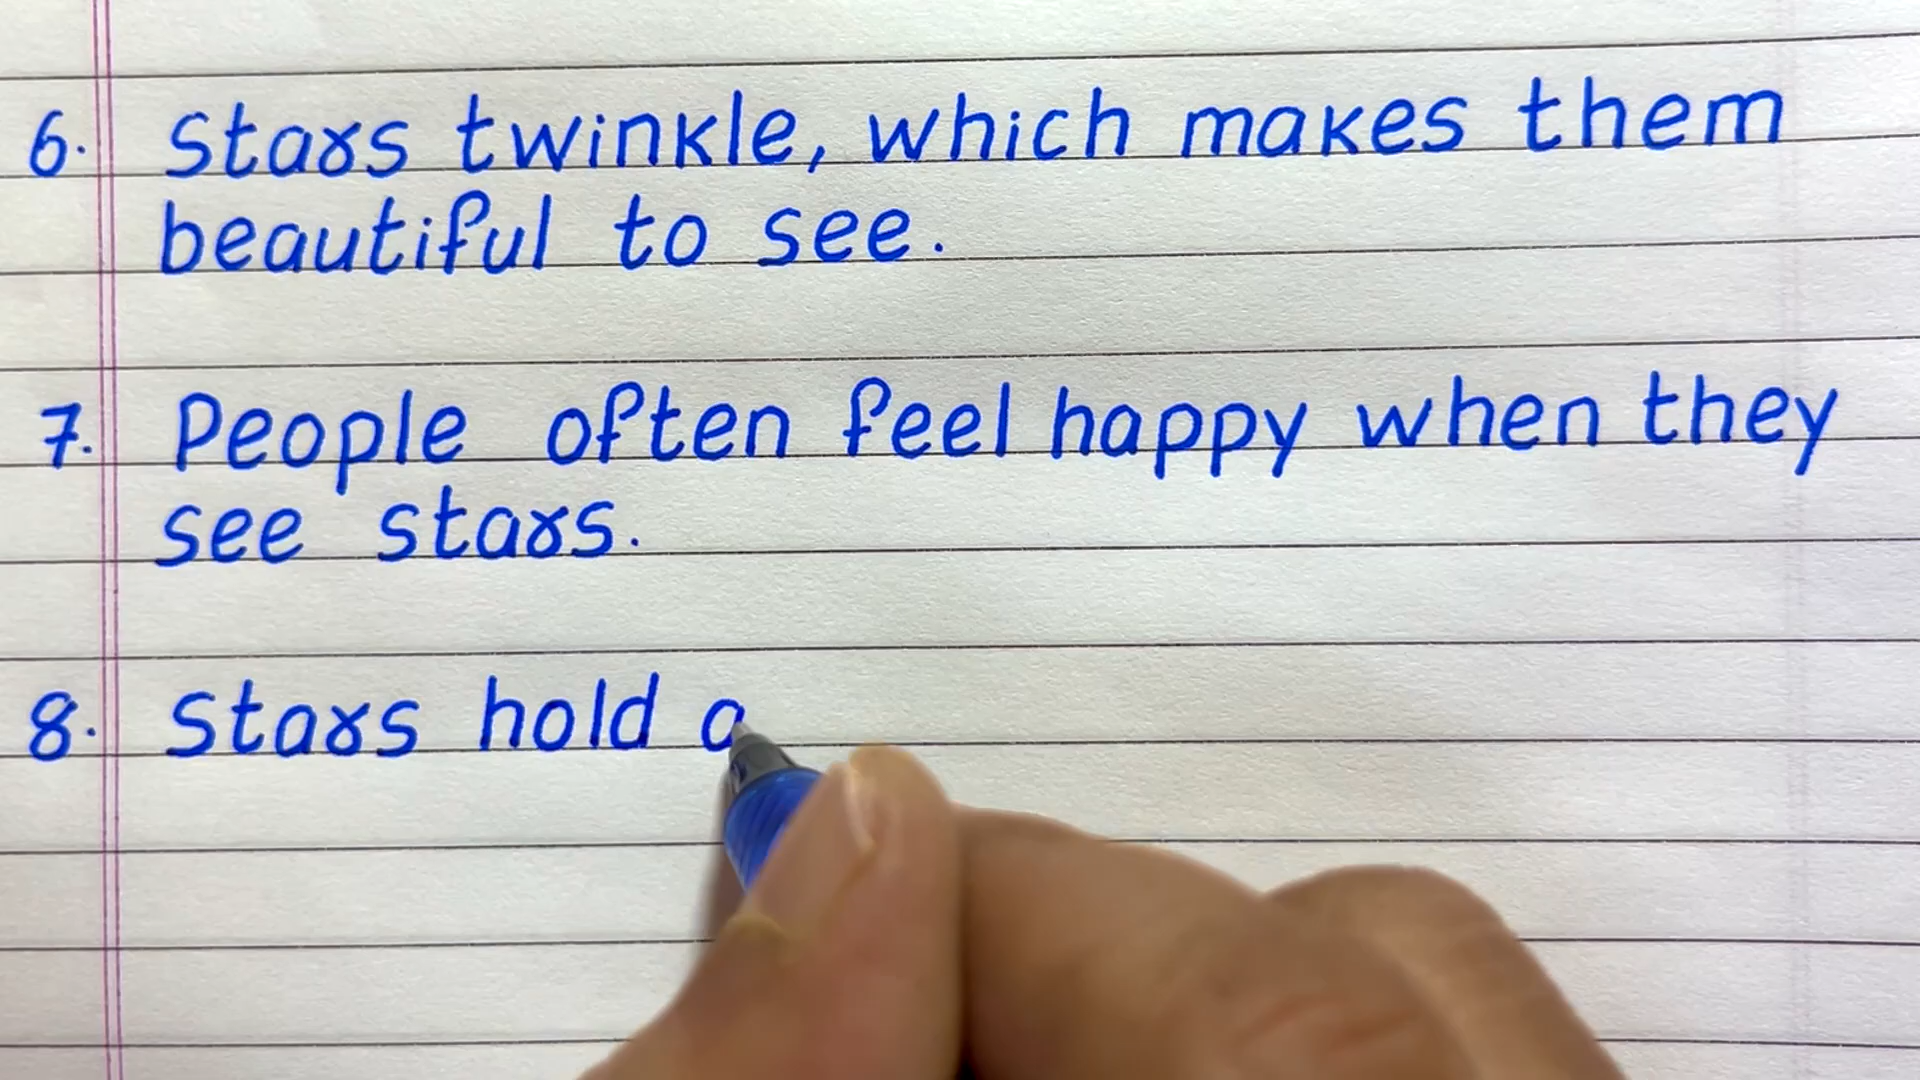 6. Stars twinkle, which makes them
beautiful to see.
7. People often feel happy when they
see stars.
8. Stars hold a